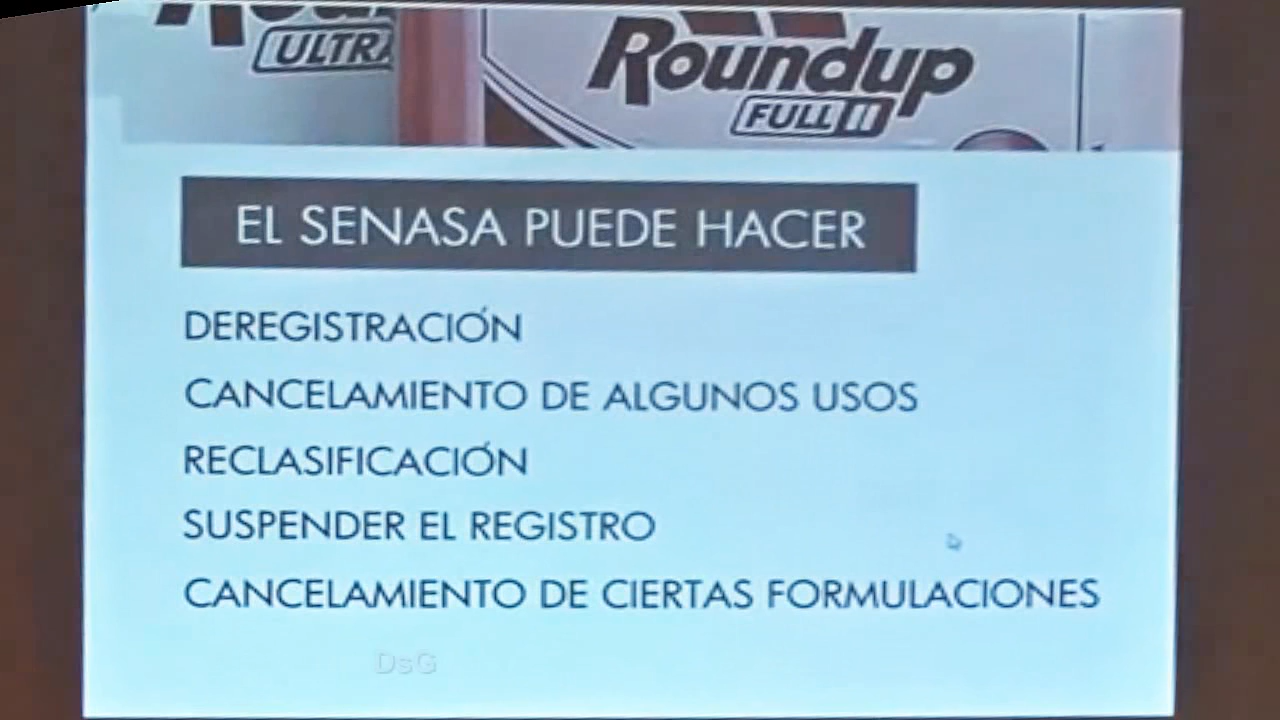 ULTRA
Roundup
FULL II
EL SENASA PUEDE HACER
DEREGISTRACIÓN
CANCELAMIENTO DE ALGUNOS USOS
RECLASIFICACIÓN
SUSPENDER EL REGISTRO
CANCELAMIENTO DE CIERTAS FORMULACIONES
DsG